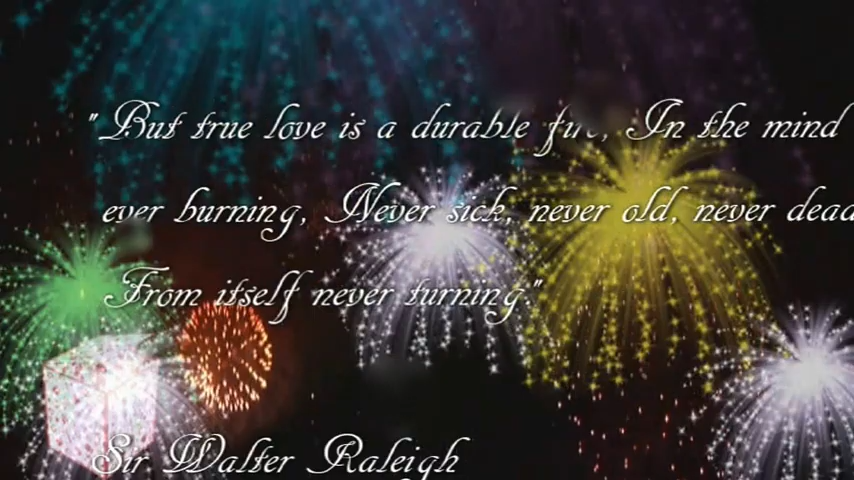 "But true love is a durable fire, In the mind
ever burning, Never sick, never old, never dead
From itself never turning."
Sir Walter Raleigh